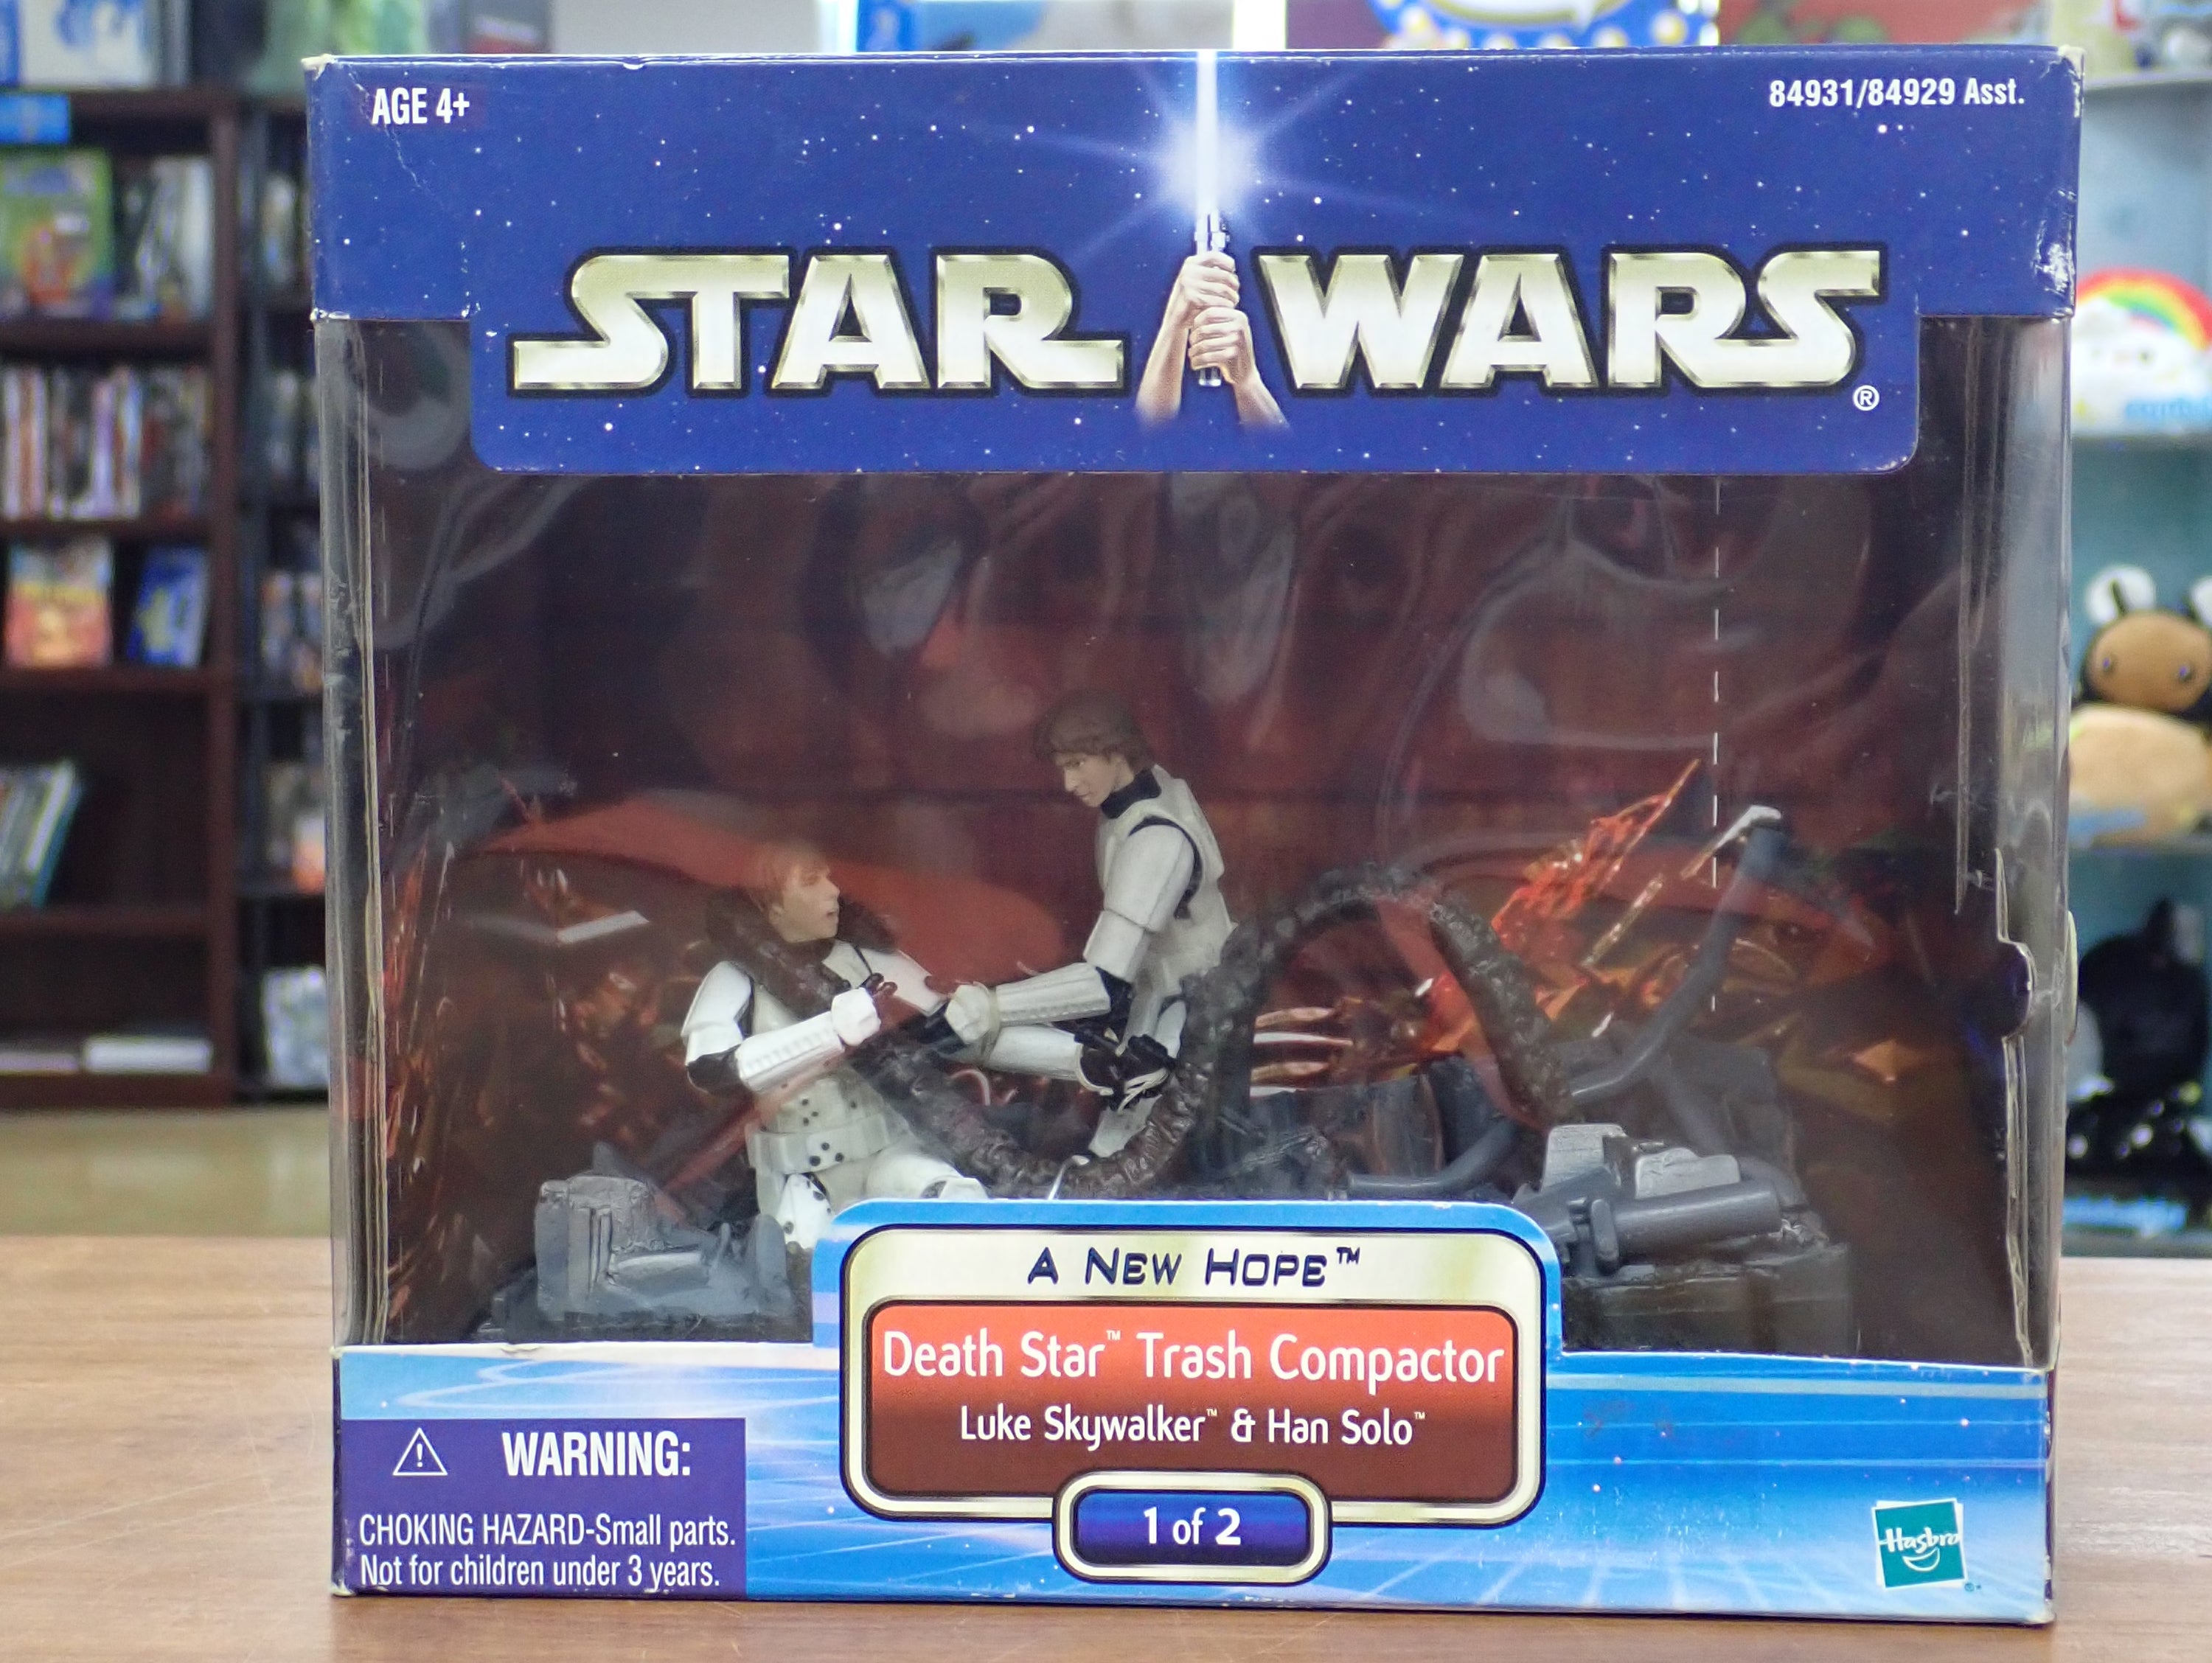 AGE 4+
84931/84929 Asst.
STAR WARS®
A NEW HOPE™
Death Star™ Trash Compactor
Luke Skywalker™ & Han Solo™
1 of 2
WARNING:
CHOKING HAZARD-Small parts.
Not for children under 3 years.
Hasbro